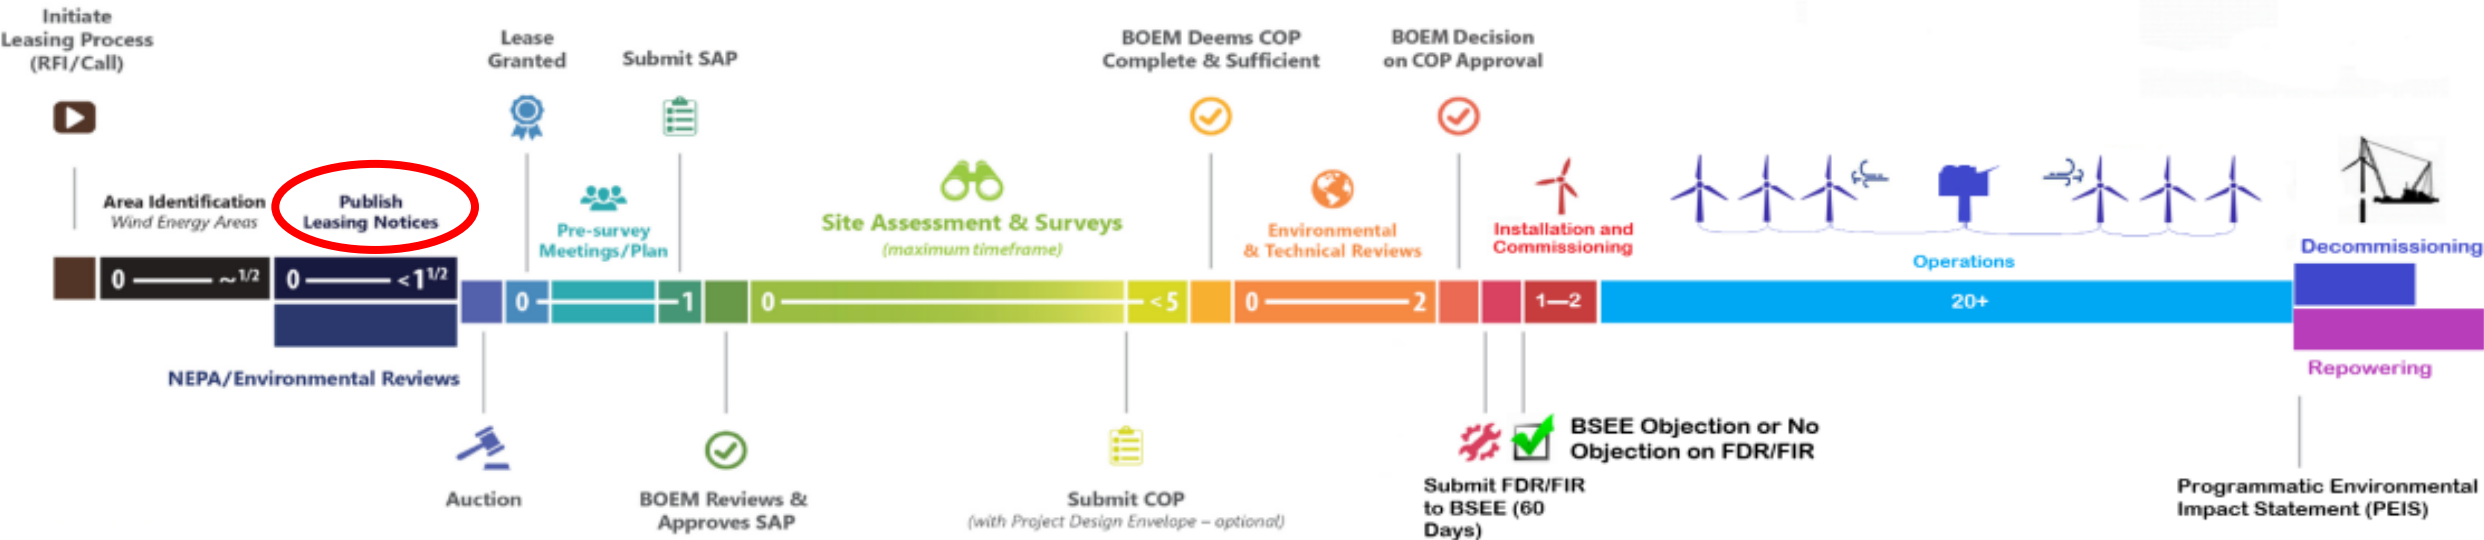 Initiate
Leasing Process
(RFI/Call)
Lease
Granted
Submit SAP
BOEM Deems COP
Complete & Sufficient
BOEM Decision
on COP Approval
Area Identification
Wind Energy Areas
Publish
Leasing Notices
Pre-survey
Meetings/Plan
Site Assessment & Surveys
(maximum timeframe)
Environmental
& Technical Reviews
Installation and
Commissioning
Operations
Decommissioning
0 ~1/2
0 <1 1/2
0 1
0 <5
0 2
1—2
20+
NEPA/Environmental Reviews
Repowering
Auction
BOEM Reviews &
Approves SAP
Submit COP
(with Project Design Envelope – optional)
BSEE Objection or No
Objection on FDR/FIR
Submit FDR/FIR
to BSEE (60
Days)
Programmatic Environmental
Impact Statement (PEIS)